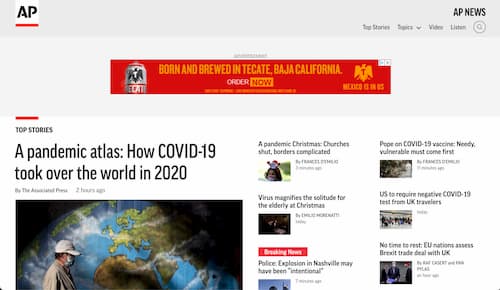 AP
AP NEWS
Top Stories Topics Video Listen
ADVERTISEMENT
BORN AND BREWED IN TECATE, BAJA CALIFORNIA.
ORDER NOW
TECATE
MEXICO IS IN US
TOP STORIES
A pandemic atlas: How COVID-19
took over the world in 2020
By The Associated Press 2 hours ago
A pandemic Christmas: Churches
shut, borders complicated
By FRANCES D'EMILIO
3 minutes ago
Virus magnifies the solitude for
the elderly at Christmas
By EMILIO MORENATTI
today
Breaking News
Police: Explosion in Nashville may
have been "intentional"
7 minutes ago
Pope on COVID-19 vaccine: Needy,
vulnerable must come first
By FRANCES D'EMILIO
11 minutes ago
US to require negative COVID-19
test from UK travelers
today
No time to rest: EU nations assess
Brexit trade deal with UK
By RAF CASERT and PAN
PYLAS
an hour ago